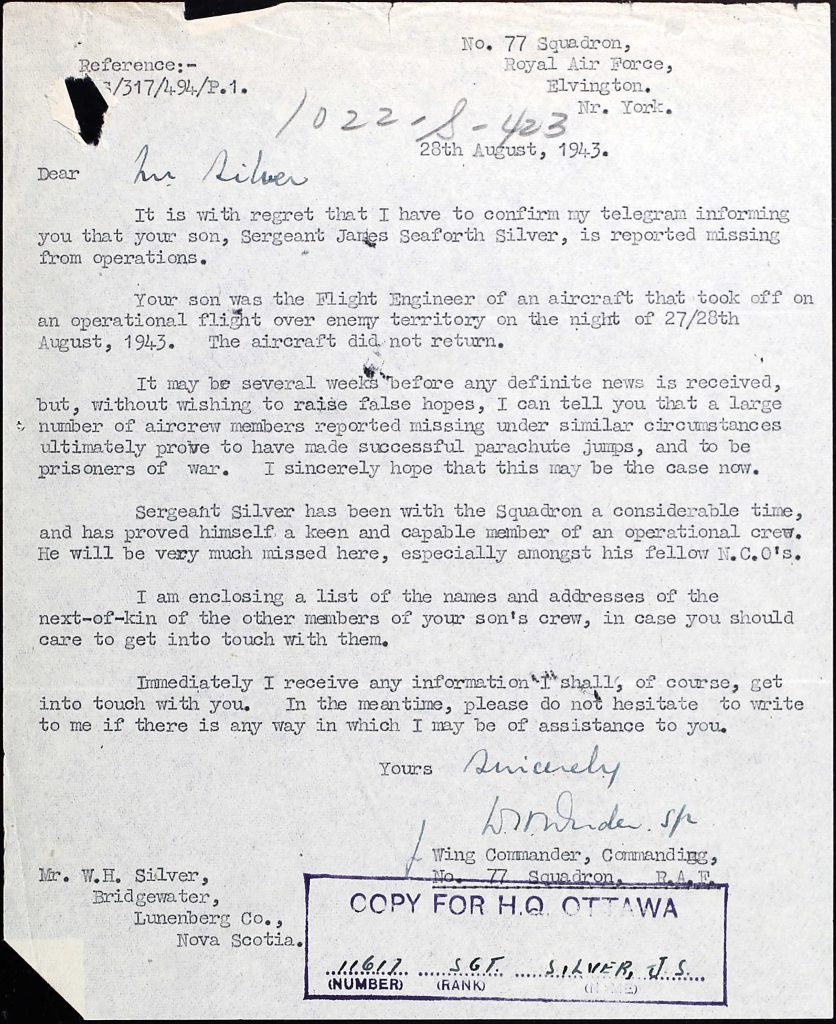 No. 77 Squadron,
Reference:- Royal Air Force,
S/317/494/P.1. Elvington.
Nr. York.
1022-S-423
28th August, 1943.
Dear Mr Silver
It is with regret that I have to confirm my telegram informing
you that your son, Sergeant James Seaforth Silver, is reported missing
from operations.
Your son was the Flight Engineer of an aircraft that took off on
an operational flight over enemy territory on the night of 27/28th
August, 1943. The aircraft did not return.
It may be several weeks before any definite news is received,
but, without wishing to raise false hopes, I can tell you that a large
number of aircrew members reported missing under similar circumstances
ultimately prove to have made successful parachute jumps, and to be
prisoners of war. I sincerely hope that this may be the case now.
Sergeant Silver has been with the Squadron a considerable time,
and has proved himself a keen and capable member of an operational crew.
He will be very much missed here, especially amongst his fellow N.C.O's.
I am enclosing a list of the names and addresses of the
next-of-kin of the other members of your son's crew, in case you should
care to get into touch with them.
Immediately I receive any information I shall, of course, get
into touch with you. In the meantime, please do not hesitate to write
to me if there is any way in which I may be of assistance to you.
Yours Sincerely
Wing Commander, Commanding,
No. 77 Squadron, R.A.F.
Mr. W.H. Silver,
Bridgewater,
Lunenberg Co.,
Nova Scotia.
COPY FOR H.Q. OTTAWA
11617 SGT. SILVER, J.S.
(NUMBER) (RANK) (NAME)